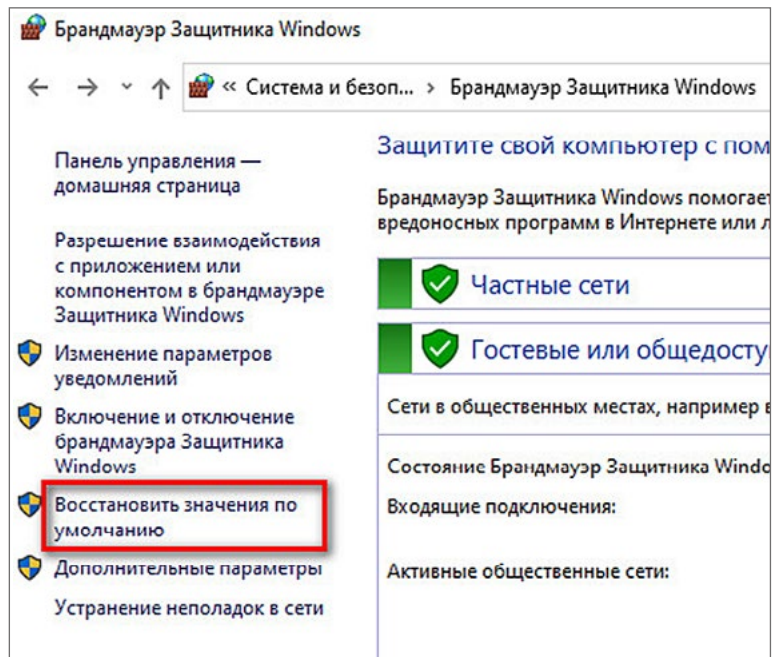 Брандмауэр Защитника Windows
« Система и безоп... › Брандмауэр Защитника Windows
Панель управления —
домашняя страница
Разрешение взаимодействия
с приложением или
компонентом в брандмауэре
Защитника Windows
Изменение параметров
уведомлений
Включение и отключение
брандмауэра Защитника
Windows
Восстановить значения по
умолчанию
Дополнительные параметры
Устранение неполадок в сети
Защитите свой компьютер с пом
Брандмауэр Защитника Windows помогает
вредоносных программ в Интернете или л
Частные сети
Гостевые или общедосту
Сети в общественных местах, например в
Состояние Брандмауэр Защитника Windo
Входящие подключения:
Активные общественные сети: